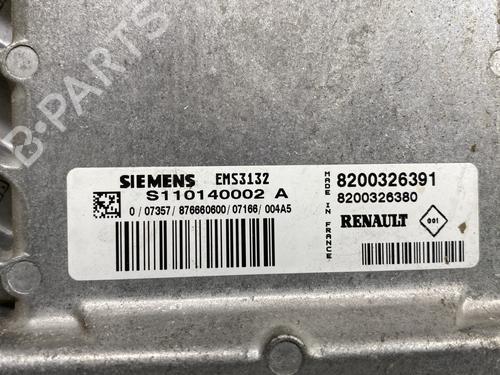 B-PARTS
SIEMENS EMS3132
S110140002 A
0 / 07357 / 876660600 / 07166 / 004A5
MADE IN FRANCE
8200326391
8200326380
RENAULT 001